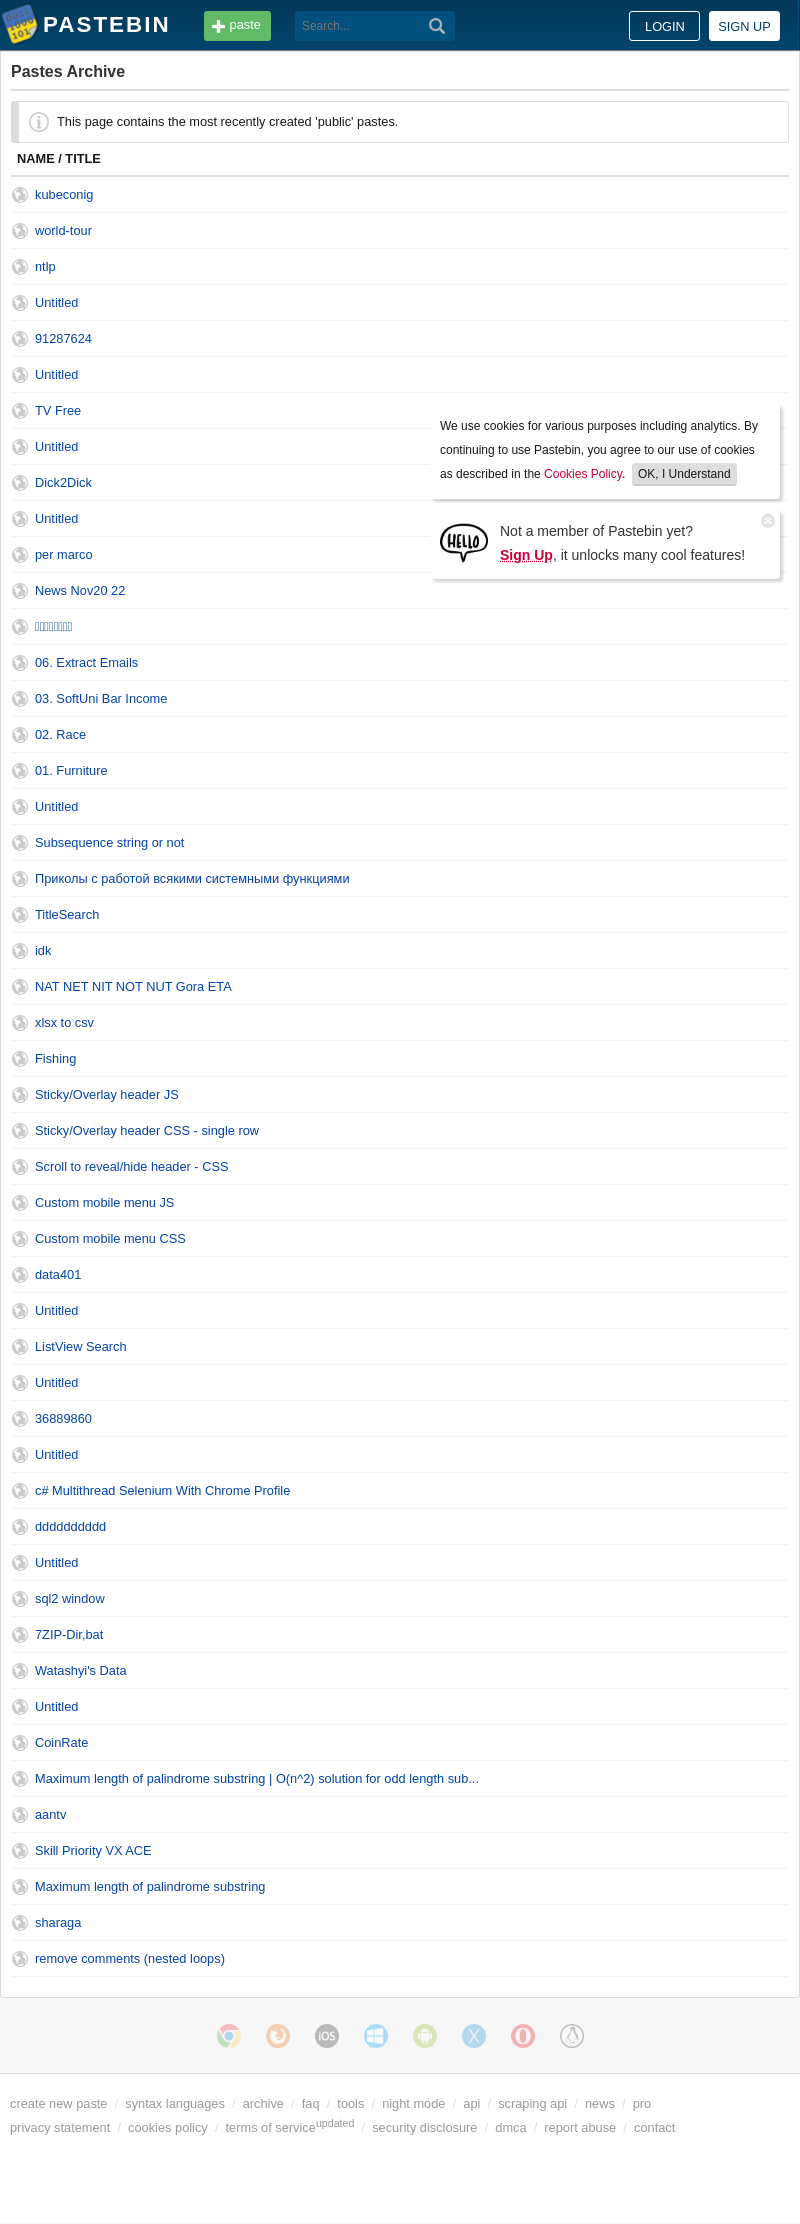 PASTEBIN
paste
Search...
LOGIN
SIGN UP
Pastes Archive
This page contains the most recently created 'public' pastes.
NAME / TITLE
kubeconig
world-tour
ntlp
Untitled
91287624
Untitled
TV Free
Untitled
Dick2Dick
Untitled
per marco
News Nov20 22
06. Extract Emails
03. SoftUni Bar Income
02. Race
01. Furniture
Untitled
Subsequence string or not
Приколы с работой всякими системными функциями
TitleSearch
idk
NAT NET NIT NOT NUT Gora ETA
xlsx to csv
Fishing
Sticky/Overlay header JS
Sticky/Overlay header CSS - single row
Scroll to reveal/hide header - CSS
Custom mobile menu JS
Custom mobile menu CSS
data401
Untitled
ListView Search
Untitled
36889860
Untitled
c# Multithread Selenium With Chrome Profile
dddddddddd
Untitled
sql2 window
7ZIP-Dir,bat
Watashyi's Data
Untitled
CoinRate
Maximum length of palindrome substring | O(n^2) solution for odd length sub...
aantv
Skill Priority VX ACE
Maximum length of palindrome substring
sharaga
remove comments (nested loops)
We use cookies for various purposes including analytics. By
continuing to use Pastebin, you agree to our use of cookies
as described in the Cookies Policy. OK, I Understand
HELLO
Not a member of Pastebin yet?
Sign Up, it unlocks many cool features!
iOS
create new paste / syntax languages / archive / faq / tools / night mode / api / scraping api / news / pro
privacy statement / cookies policy / terms of service updated / security disclosure / dmca / report abuse / contact